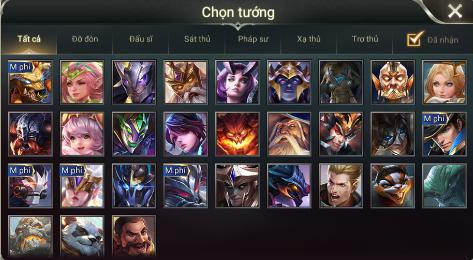 Chọn tướng
Tất cả Đỡ đòn Đấu sĩ Sát thủ Pháp sư Xạ thủ Trợ thủ Đã nhận
M phí
M phí
M phí M phí M phí